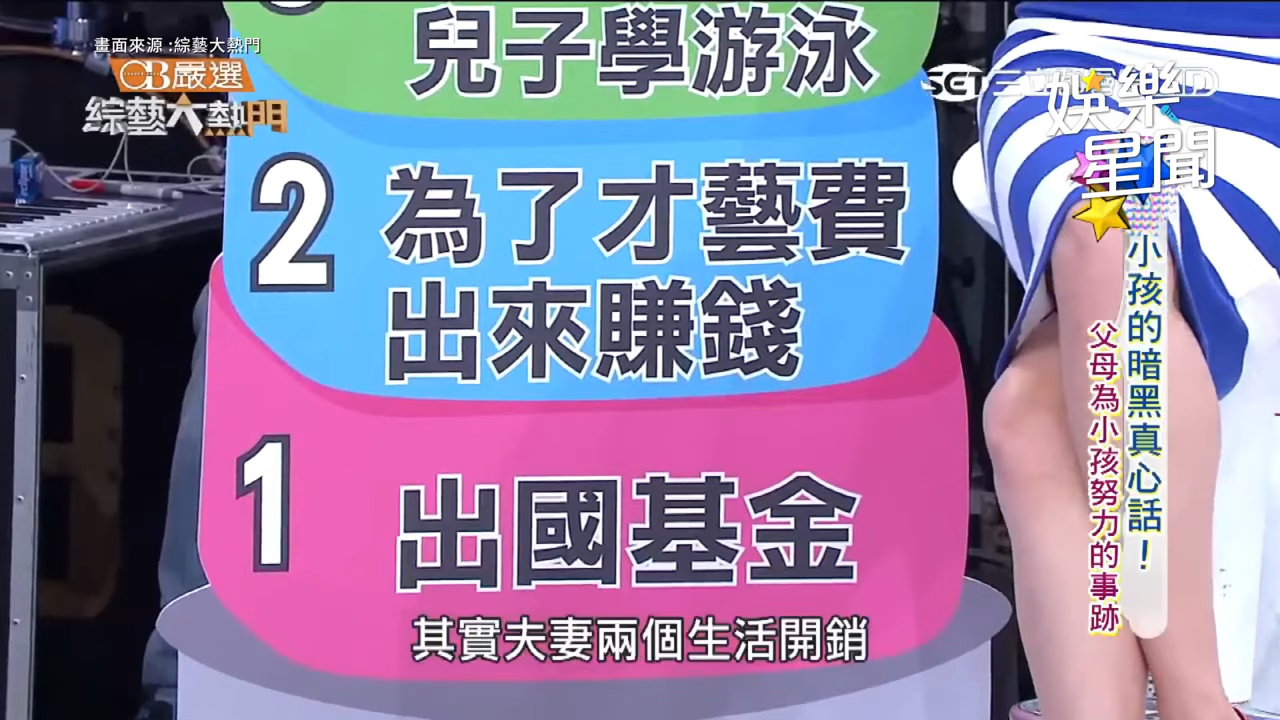 畫面來源 :綜藝大熱門
OB嚴選
綜藝大熱門
兒子學游泳
2
為了才藝費
出來賺錢
1
出國基金
其實夫妻兩個生活開銷
SET
HD
娛樂
星聞
小孩的暗黑真心話！
父母為小孩努力的事跡